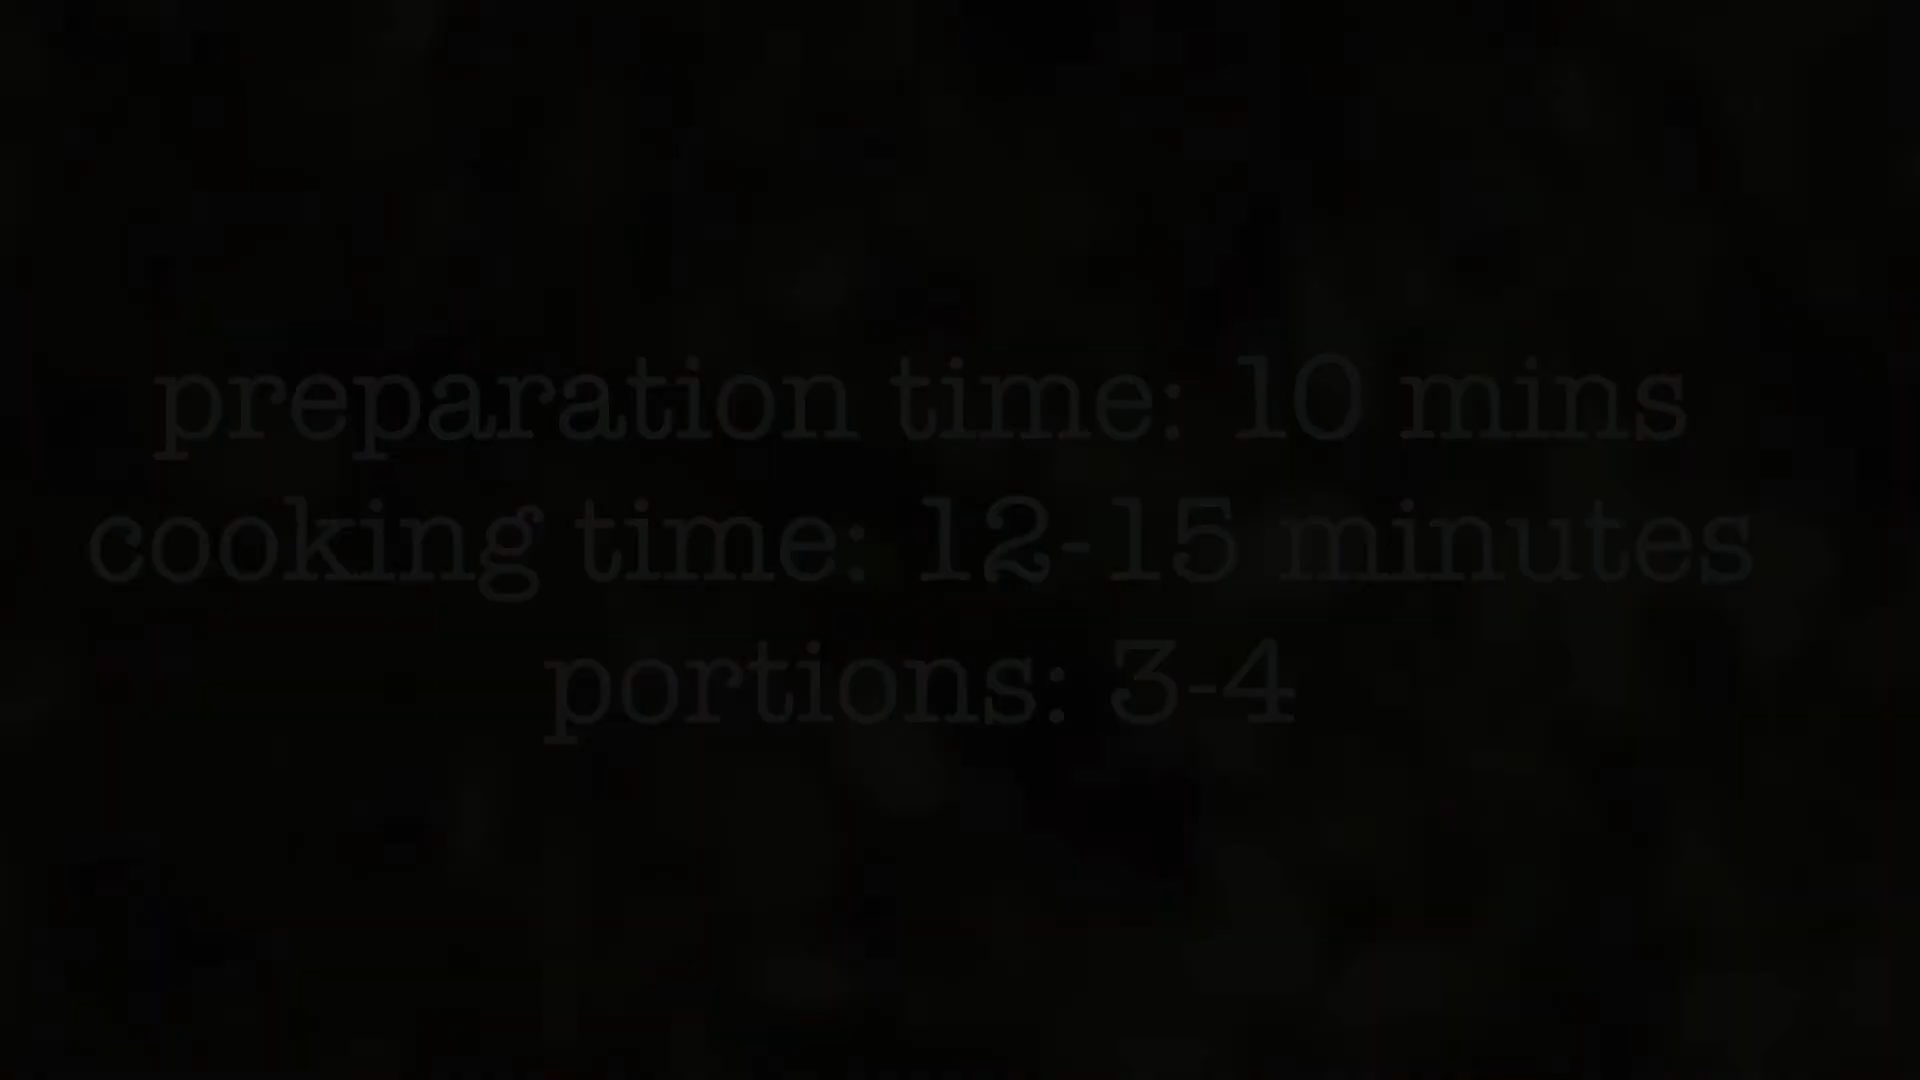 preparation time: 10 mins
cooking time: 12-15 minutes
portions: 3-4